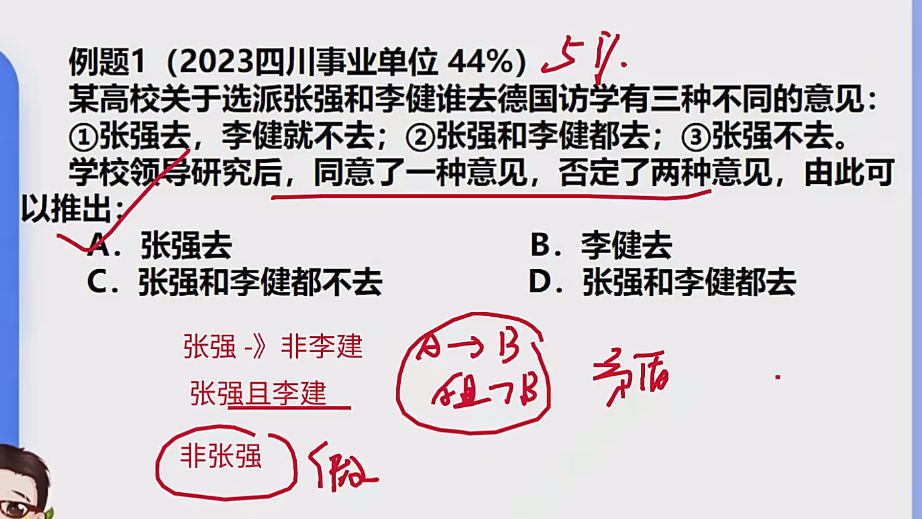 例题1（2023四川事业单位 44%） 51%.
某高校关于选派张强和李健谁去德国访学有三种不同的意见：
①张强去，李健就不去；②张强和李健都去；③张强不去。
学校领导研究后，同意了一种意见，否定了两种意见，由此可
以推出：
A．张强去 B．李健去
C．张强和李健都不去 D．张强和李健都去
张强 -》非李建 A→B
张强且李建 A且¬B 矛盾
非张强 假